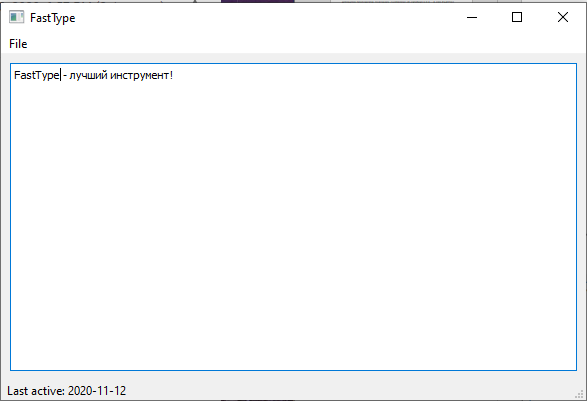 FastType
File
FastType - лучший инструмент!
Last active: 2020-11-12